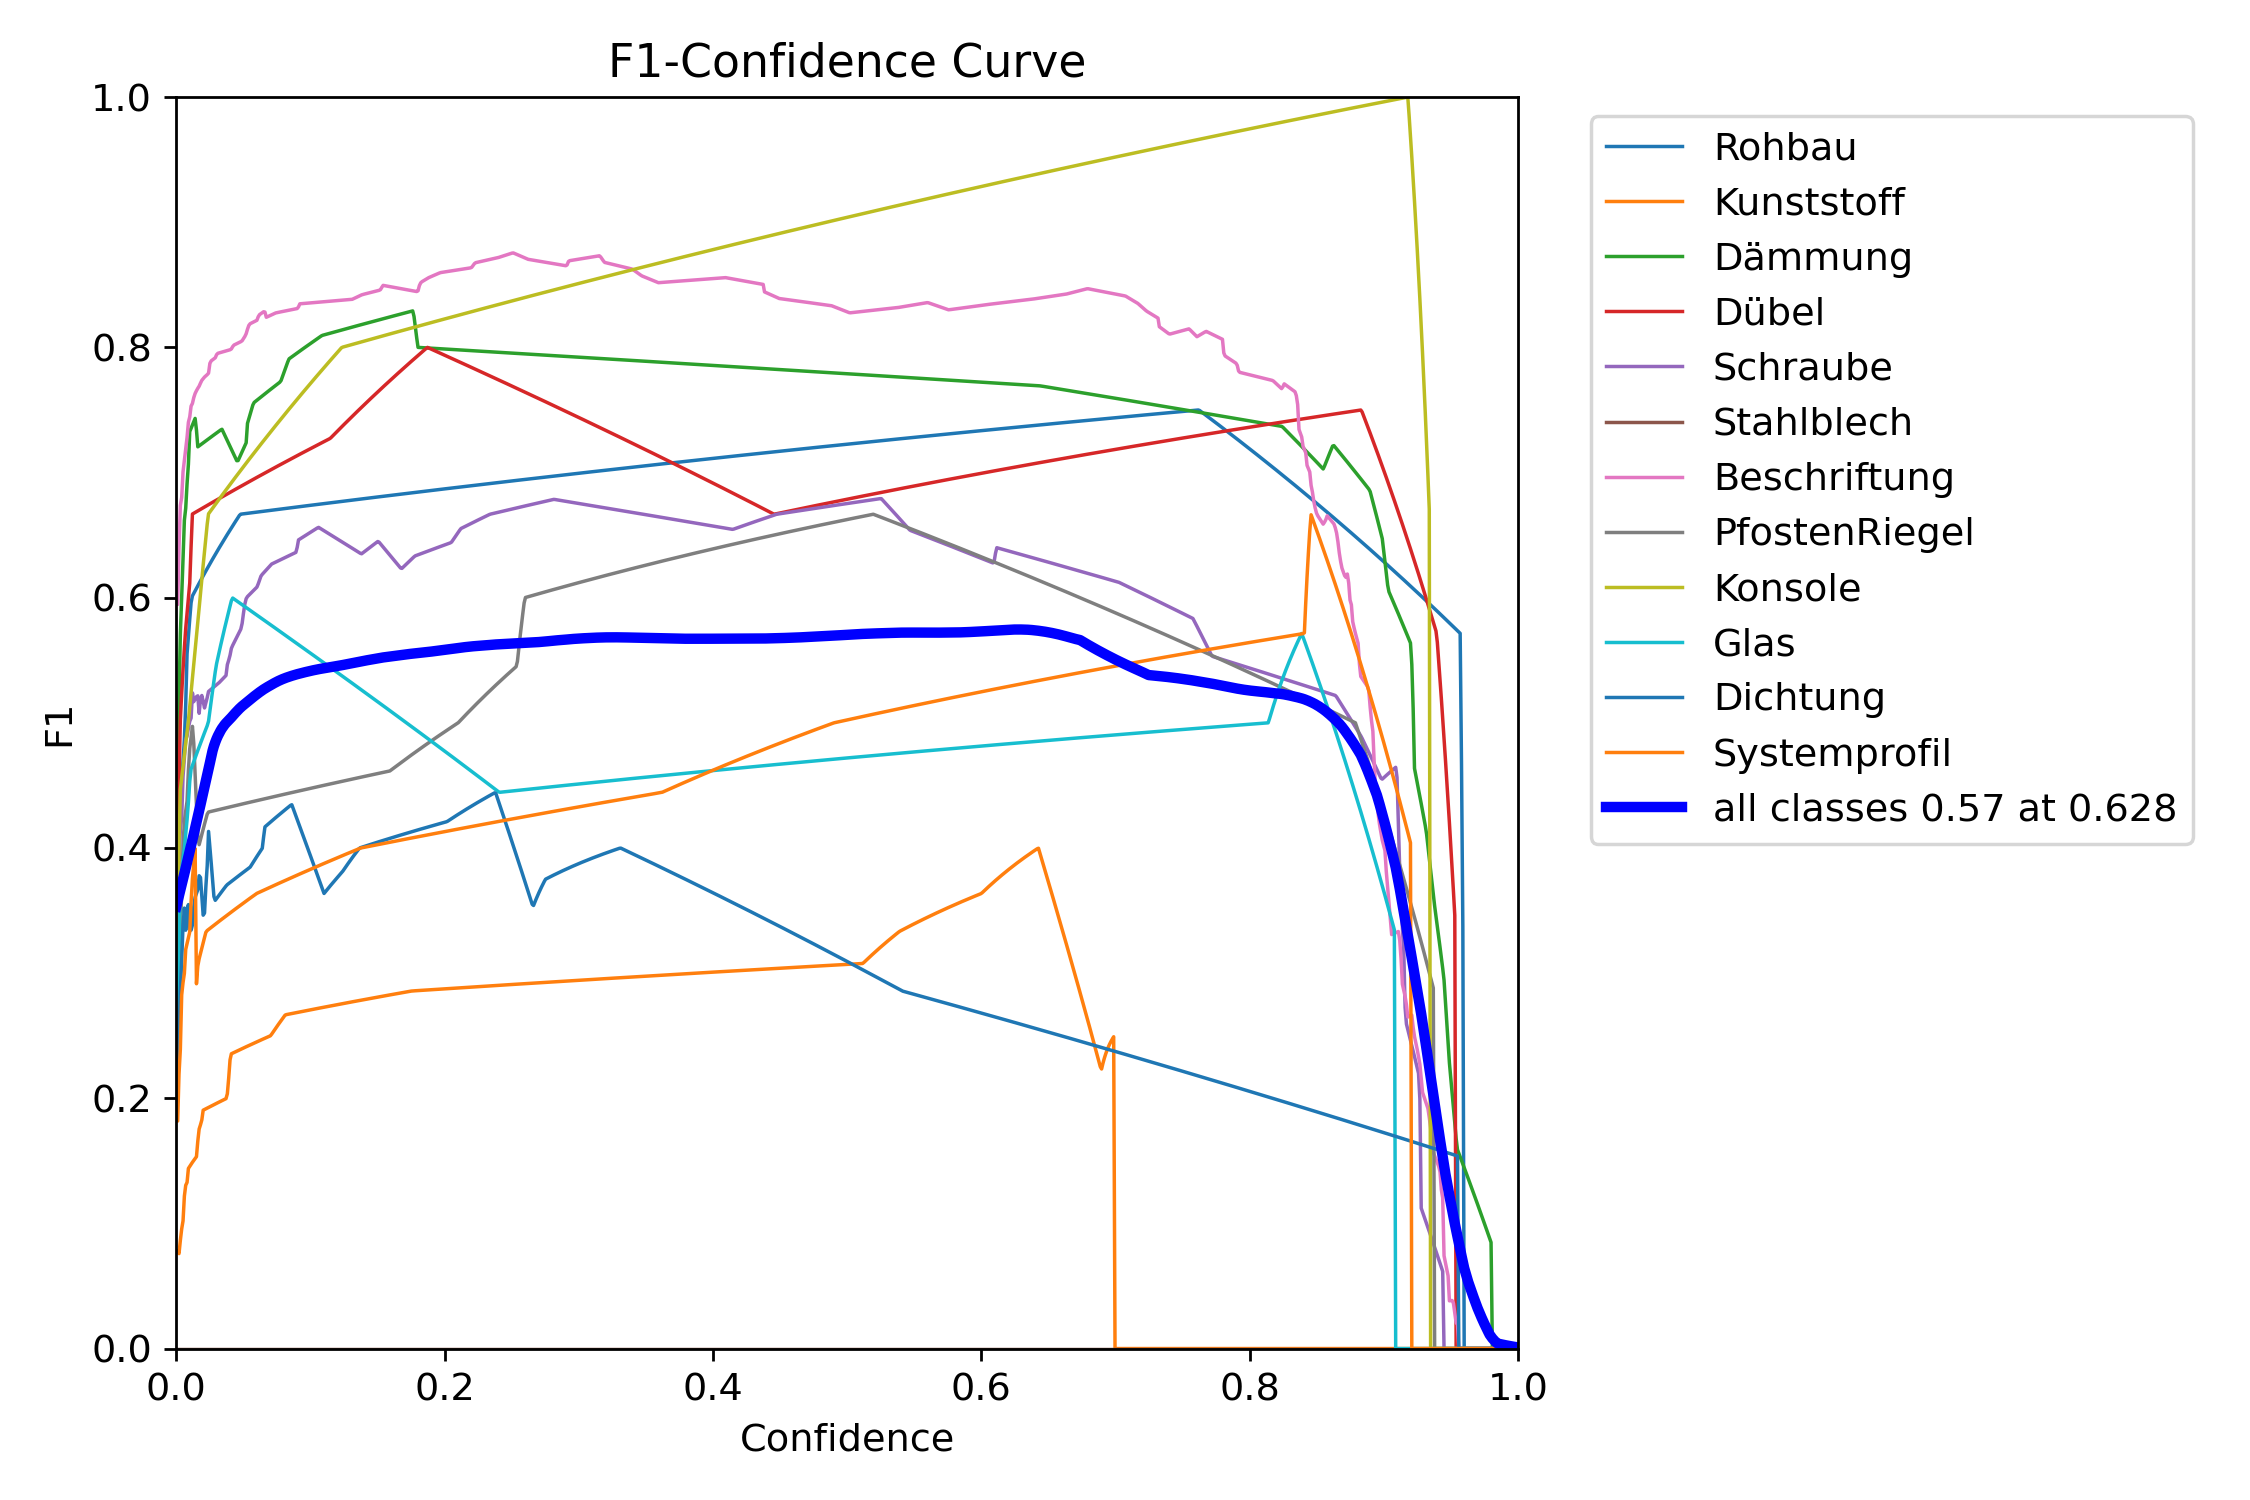 F1-Confidence Curve
1.0
0.8
0.6
0.4
0.2
0.0
F1
0.0 0.2 0.4 0.6 0.8 1.0
Confidence
Rohbau
Kunststoff
Dämmung
Dübel
Schraube
Stahlblech
Beschriftung
PfostenRiegel
Konsole
Glas
Dichtung
Systemprofil
all classes 0.57 at 0.628